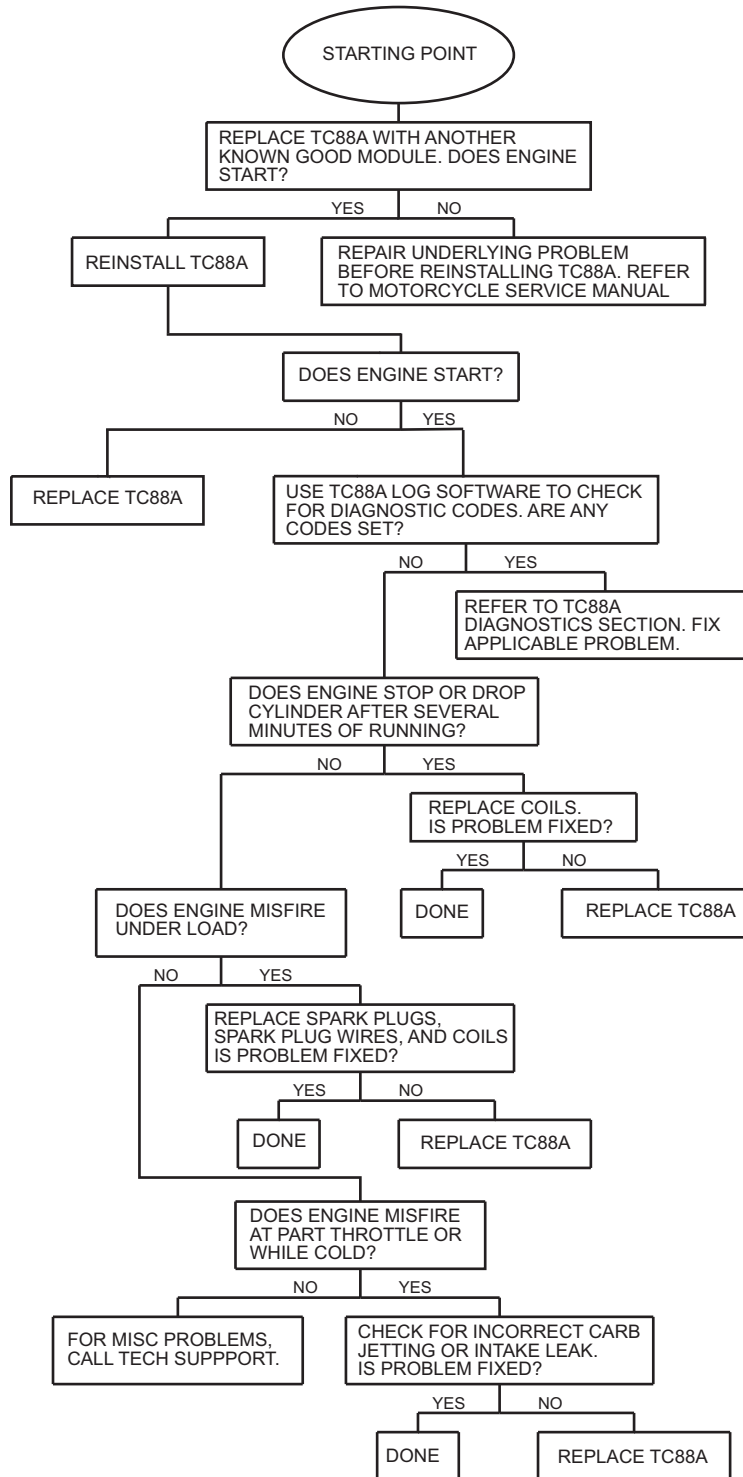 STARTING POINT
REPLACE TC88A WITH ANOTHER
KNOWN GOOD MODULE. DOES ENGINE
START?
YES
NO
REINSTALL TC88A
REPAIR UNDERLYING PROBLEM
BEFORE REINSTALLING TC88A. REFER
TO MOTORCYCLE SERVICE MANUAL
DOES ENGINE START?
NO
YES
REPLACE TC88A
USE TC88A LOG SOFTWARE TO CHECK
FOR DIAGNOSTIC CODES. ARE ANY
CODES SET?
NO
YES
REFER TO TC88A
DIAGNOSTICS SECTION. FIX
APPLICABLE PROBLEM.
DOES ENGINE STOP OR DROP
CYLINDER AFTER SEVERAL
MINUTES OF RUNNING?
NO
YES
REPLACE COILS.
IS PROBLEM FIXED?
YES
NO
DONE
REPLACE TC88A
DOES ENGINE MISFIRE
UNDER LOAD?
NO
YES
REPLACE SPARK PLUGS,
SPARK PLUG WIRES, AND COILS
IS PROBLEM FIXED?
YES
NO
DONE
REPLACE TC88A
DOES ENGINE MISFIRE
AT PART THROTTLE OR
WHILE COLD?
NO
YES
FOR MISC PROBLEMS,
CALL TECH SUPPPORT.
CHECK FOR INCORRECT CARB
JETTING OR INTAKE LEAK.
IS PROBLEM FIXED?
YES
NO
DONE
REPLACE TC88A